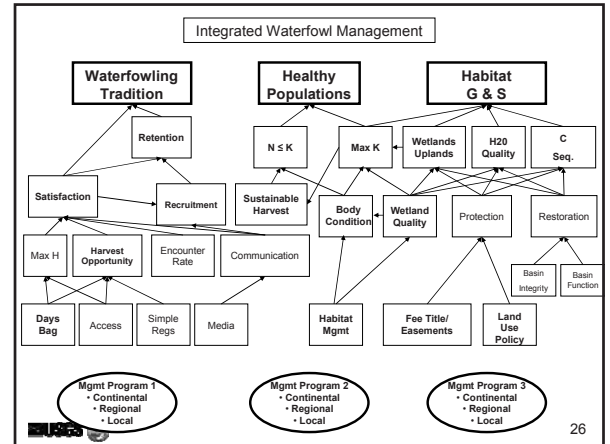 Integrated Waterfowl Management
Waterfowling
Tradition
Healthy
Populations
Habitat
G & S
Retention
N ≤ K
Max K
Wetlands
Uplands
H20
Quality
C
Seq.
Satisfaction
Recruitment
Sustainable
Harvest
Body
Condition
Wetland
Quality
Protection
Restoration
Max H
Harvest
Opportunity
Encounter
Rate
Communication
Basin
Integrity
Basin
Function
Days
Bag
Access
Simple
Regs
Media
Habitat
Mgmt
Fee Title/
Easements
Land
Use
Policy
Mgmt Program 1
• Continental
• Regional
• Local
Mgmt Program 2
• Continental
• Regional
• Local
Mgmt Program 3
• Continental
• Regional
• Local
USGS
26